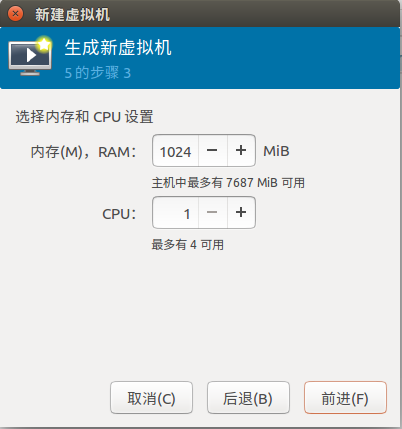 新建虚拟机
生成新虚拟机
5 的步骤 3
选择内存和 CPU 设置
内存(M)，RAM： 1024 − + MiB
主机中最多有 7687 MiB 可用
CPU： 1 − +
最多有 4 可用
取消(C) 后退(B) 前进(F)